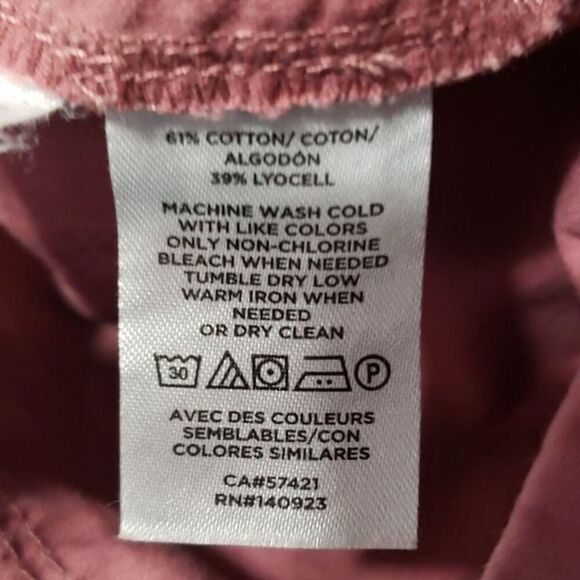 61% COTTON/ COTON/
ALGODÓN
39% LYOCELL
MACHINE WASH COLD
WITH LIKE COLORS
ONLY NON-CHLORINE
BLEACH WHEN NEEDED
TUMBLE DRY LOW
WARM IRON WHEN
NEEDED
OR DRY CLEAN
30 P
AVEC DES COULEURS
SEMBLABLES/CON
COLORES SIMILARES
CA#57421
RN#140923